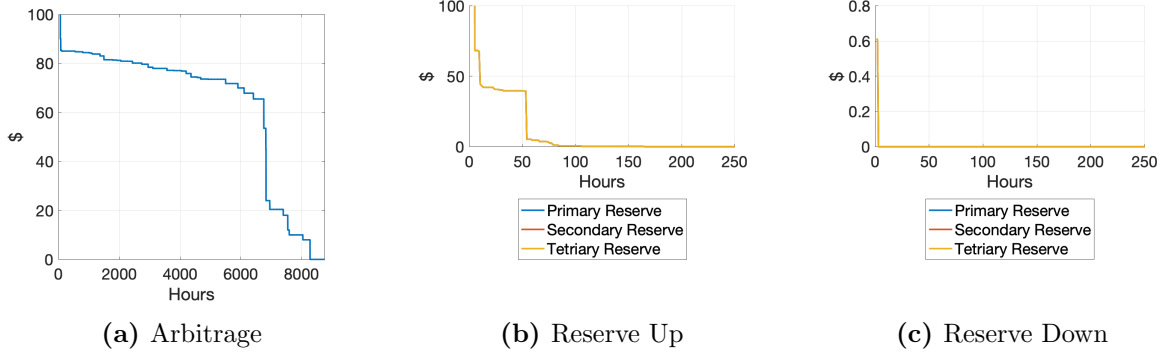 100
80
60
40
20
0
$
0 2000 4000 6000 8000
Hours
(a) Arbitrage
100
50
0
$
0 50 100 150 200 250
Hours
Primary Reserve
Secondary Reserve
Tetriary Reserve
(b) Reserve Up
0.8
0.6
0.4
0.2
0
$
0 50 100 150 200 250
Hours
Primary Reserve
Secondary Reserve
Tetriary Reserve
(c) Reserve Down